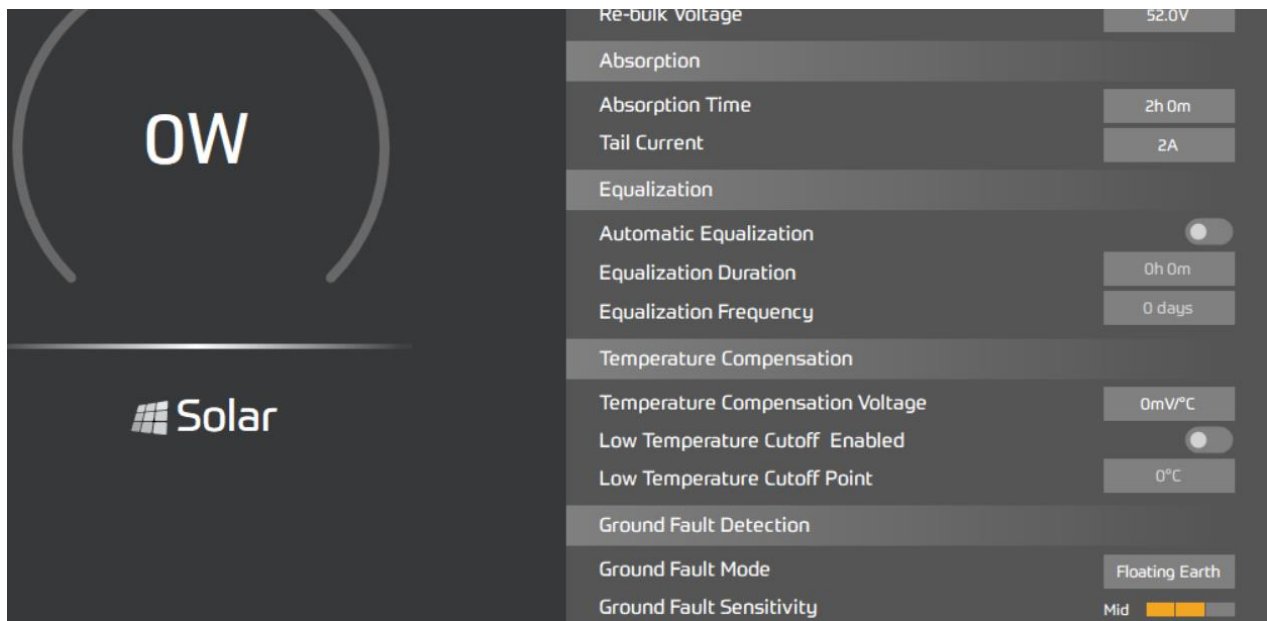 0W
Solar
Re-bulk Voltage 52.0V
Absorption
Absorption Time 2h 0m
Tail Current 2A
Equalization
Automatic Equalization
Equalization Duration 0h 0m
Equalization Frequency 0 days
Temperature Compensation
Temperature Compensation Voltage 0mV/°C
Low Temperature Cutoff Enabled
Low Temperature Cutoff Point 0°C
Ground Fault Detection
Ground Fault Mode Floating Earth
Ground Fault Sensitivity Mid